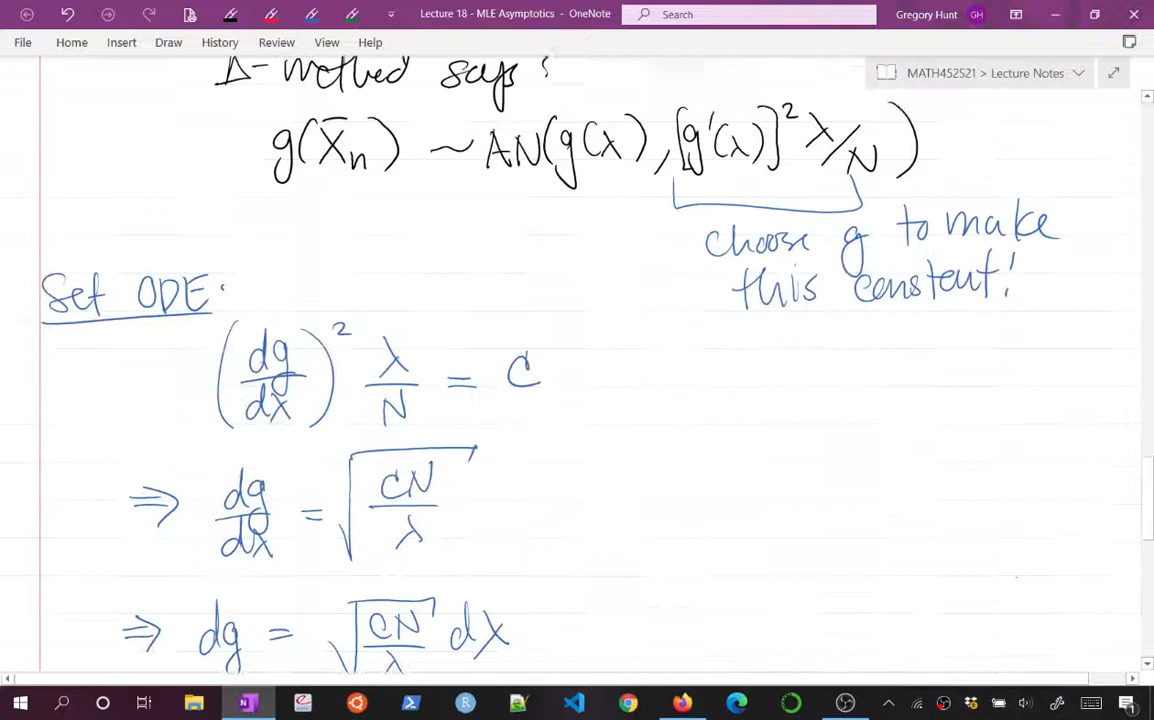 Lecture 18 - MLE Asymptotics - OneNote
Search
Gregory Hunt
GH
File Home Insert Draw History Review View Help
MATH452S21 > Lecture Notes
Δ-method says:
g(X̄n) ~ AN(g(λ), [g'(λ)]² λ/N)
choose g to make
this constent!
Set ODE:
(dg/dλ)² λ/N = C
⇒ dg/dλ = √(CN/λ)
⇒ dg = √(CN/λ) dλ